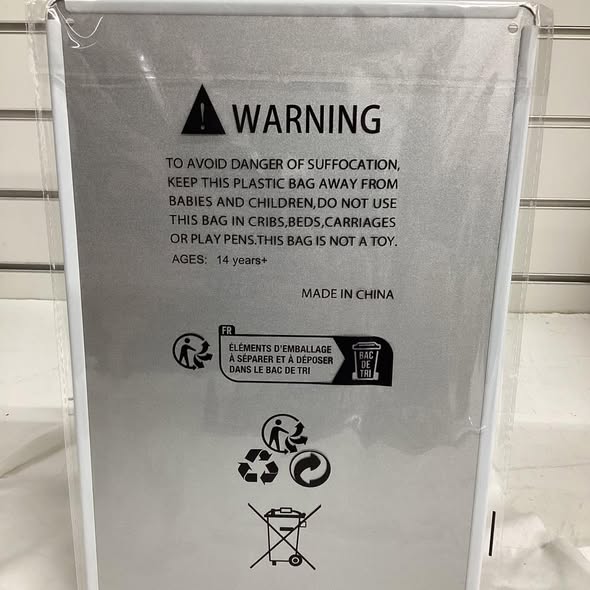 WARNING
TO AVOID DANGER OF SUFFOCATION,
KEEP THIS PLASTIC BAG AWAY FROM
BABIES AND CHILDREN,DO NOT USE
THIS BAG IN CRIBS,BEDS,CARRIAGES
OR PLAY PENS.THIS BAG IS NOT A TOY.
AGES: 14 years+
MADE IN CHINA
FR
ÉLÉMENTS D'EMBALLAGE
À SÉPARER ET À DÉPOSER
DANS LE BAC DE TRI
BAC
DE
TRI